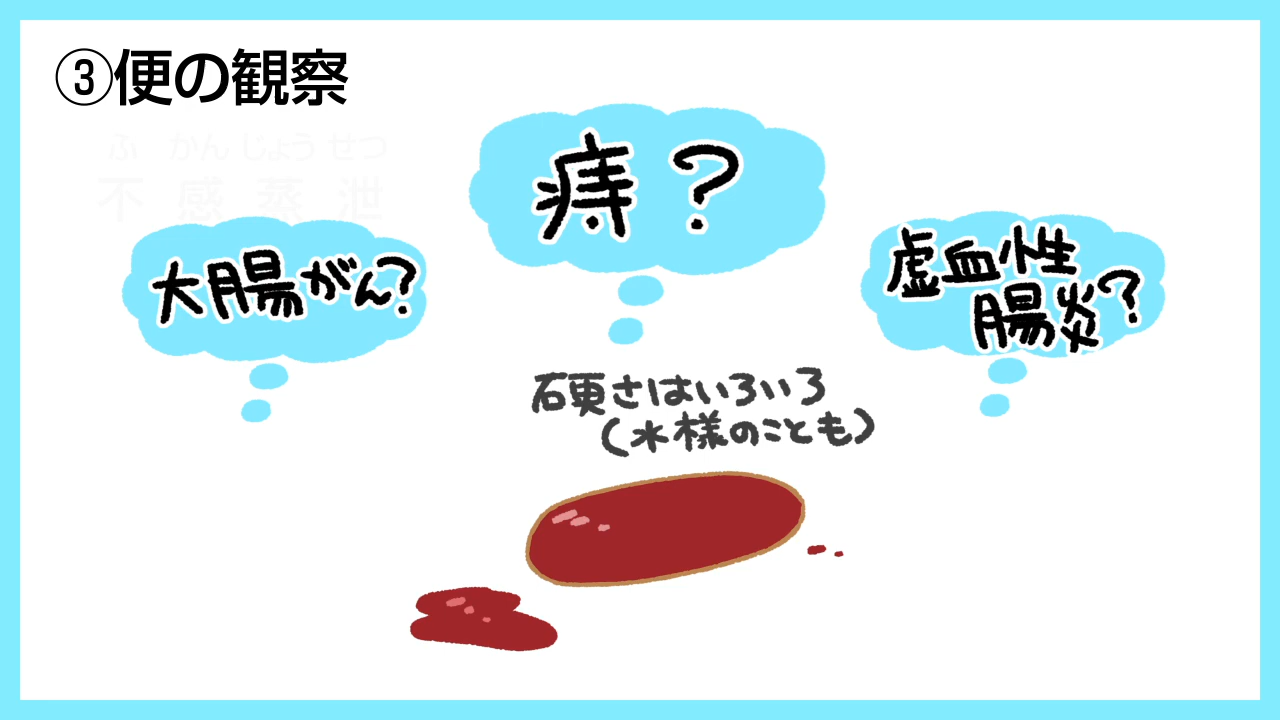 ③便の観察
ふ かん じょう せつ
不 感 蒸 泄
痔?
大腸がん?
虚血性
腸炎?
硬さはいろいろ
(水様のことも)